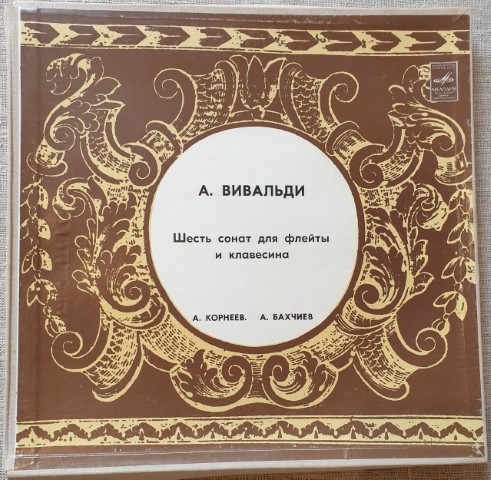 МЕЛОДИЯ
А. ВИВАЛЬДИ
Шесть сонат для флейты
и клавесина
А. КОРНЕЕВ. А. БАХЧИЕВ